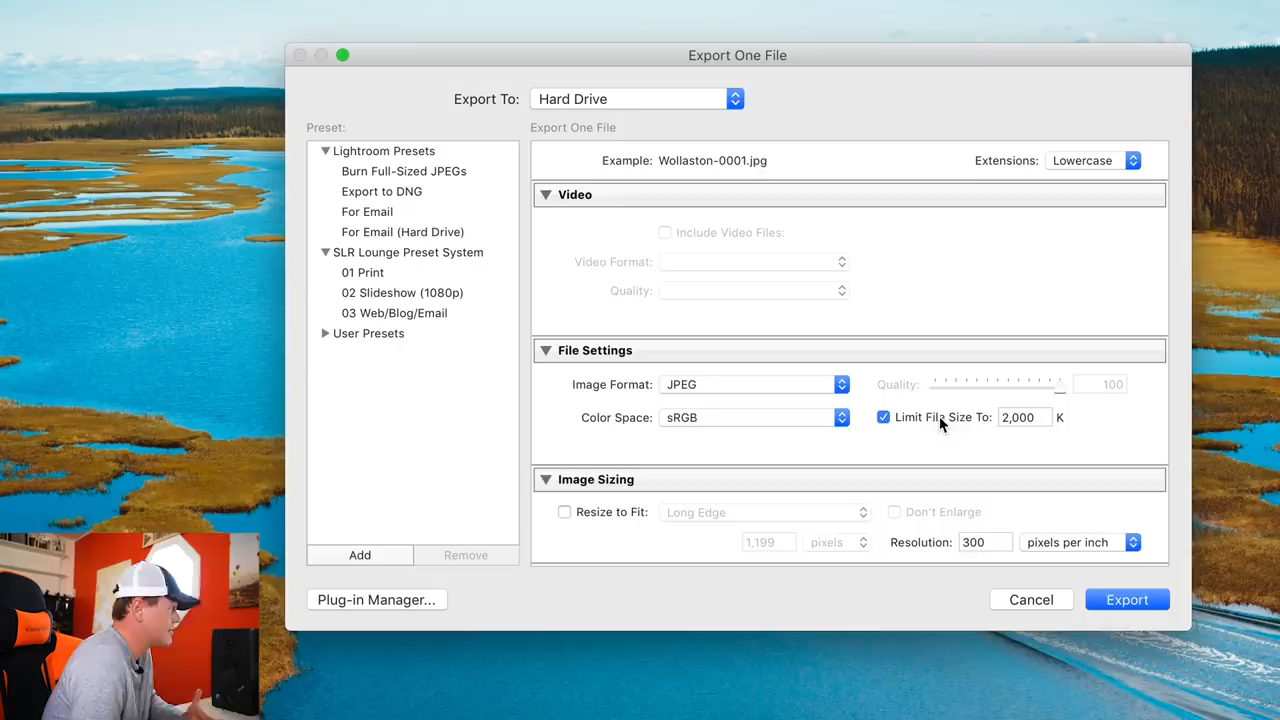 Export One File
Export To: Hard Drive
Preset:
Export One File
Lightroom Presets
Burn Full-Sized JPEGs
Export to DNG
For Email
For Email (Hard Drive)
SLR Lounge Preset System
01 Print
02 Slideshow (1080p)
03 Web/Blog/Email
User Presets
Add Remove
Example: Wollaston-0001.jpg Extensions: Lowercase
Video
Include Video Files:
Video Format:
Quality:
File Settings
Image Format: JPEG Quality: 100
Color Space: sRGB Limit File Size To: 2,000 K
Image Sizing
Resize to Fit: Long Edge Don't Enlarge
1,199 pixels Resolution: 300 pixels per inch
Plug-in Manager... Cancel Export